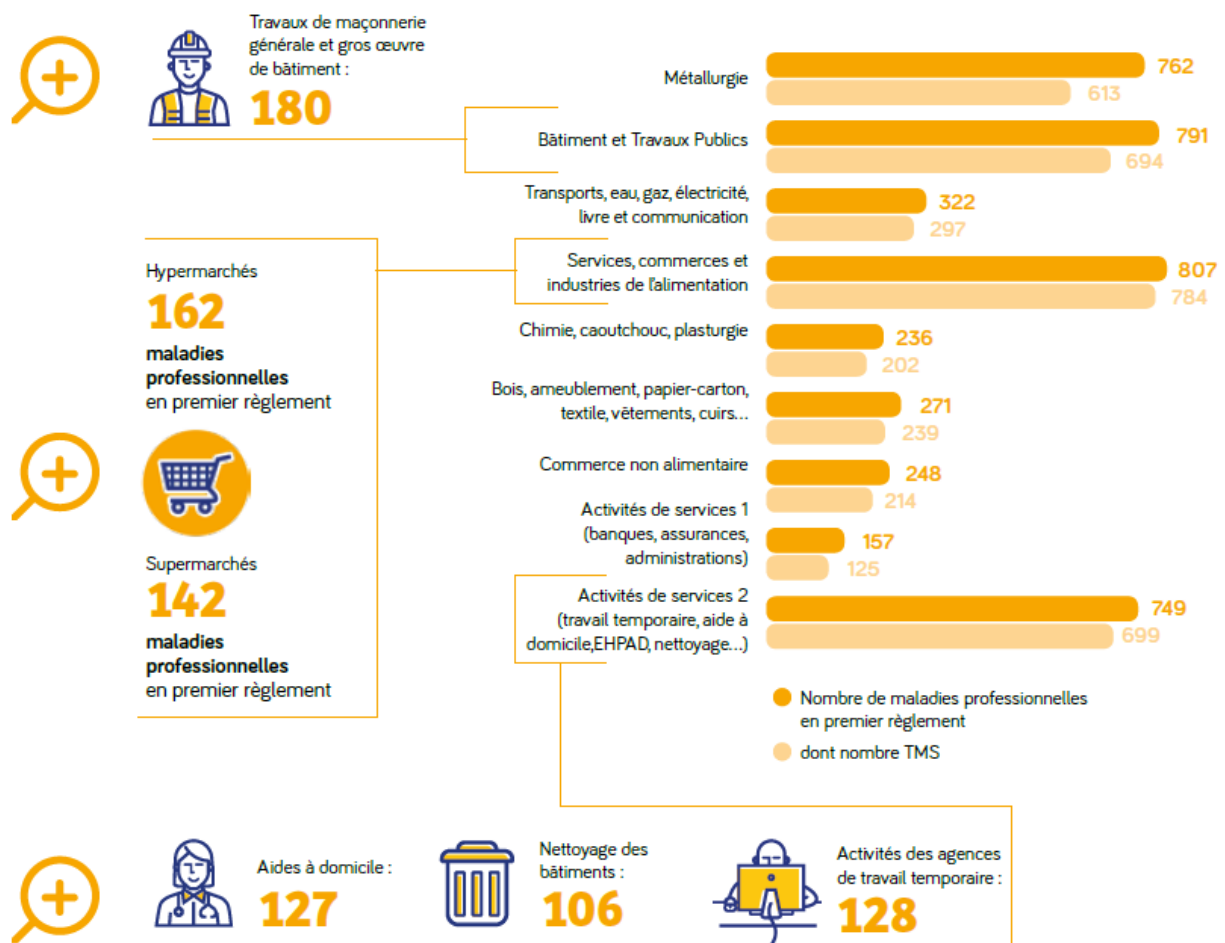 Travaux de maçonnerie
générale et gros œuvre
de bâtiment :
180
Métallurgie
762
613
Bâtiment et Travaux Publics
791
694
Transports, eau, gaz, électricité,
livre et communication
322
297
Services, commerces et
industries de l'alimentation
807
784
Chimie, caoutchouc, plasturgie
236
202
Bois, ameublement, papier-carton,
textile, vêtements, cuirs...
271
239
Commerce non alimentaire
248
214
Activités de services 1
(banques, assurances,
administrations)
157
125
Activités de services 2
(travail temporaire, aide à
domicile,EHPAD, nettoyage...)
749
699
Nombre de maladies professionnelles
en premier règlement
dont nombre TMS
Hypermarchés
162
maladies
professionnelles
en premier règlement
Supermarchés
142
maladies
professionnelles
en premier règlement
Aides à domicile :
127
Nettoyage des
bâtiments :
106
Activités des agences
de travail temporaire :
128